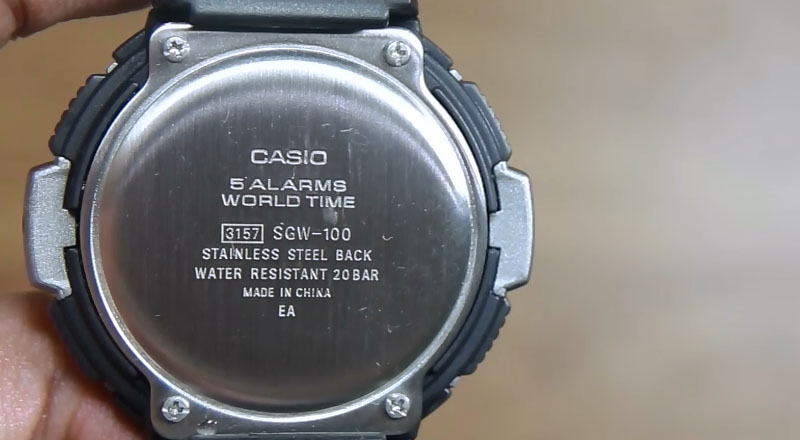 CASIO
5 ALARMS
WORLD TIME
3157 SGW-100
STAINLESS STEEL BACK
WATER RESISTANT 20 BAR
MADE IN CHINA
EA